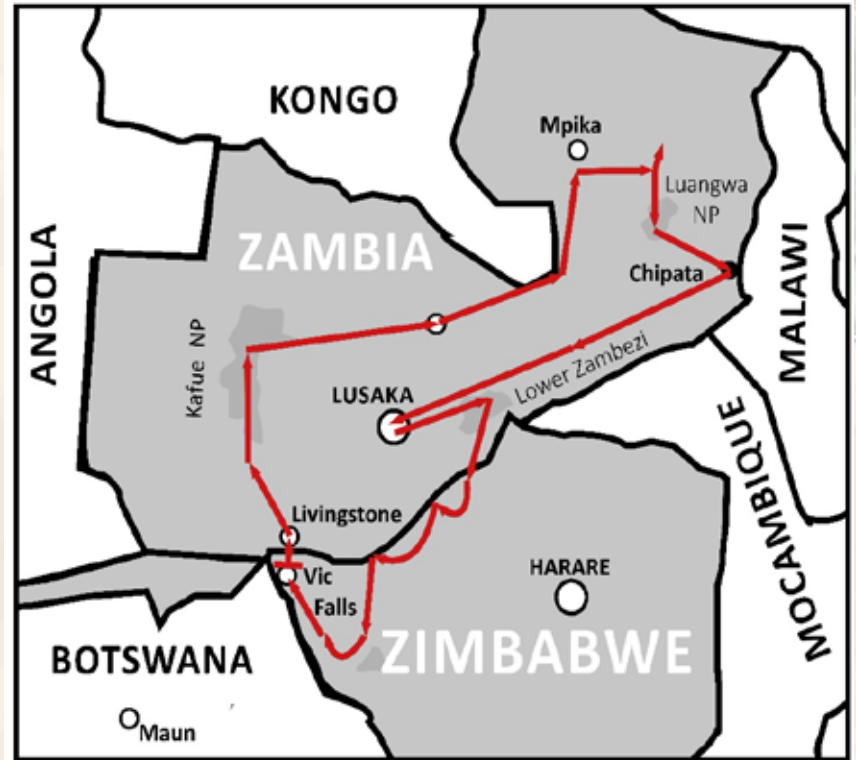 KONGO
Mpika
Luangwa
NP
ANGOLA
ZAMBIA
Chipata
MALAWI
Kafue NP
Lower Zambezi
LUSAKA
MOCAMBIQUE
Livingstone
Vic
Falls
HARARE
ZIMBABWE
BOTSWANA
Maun